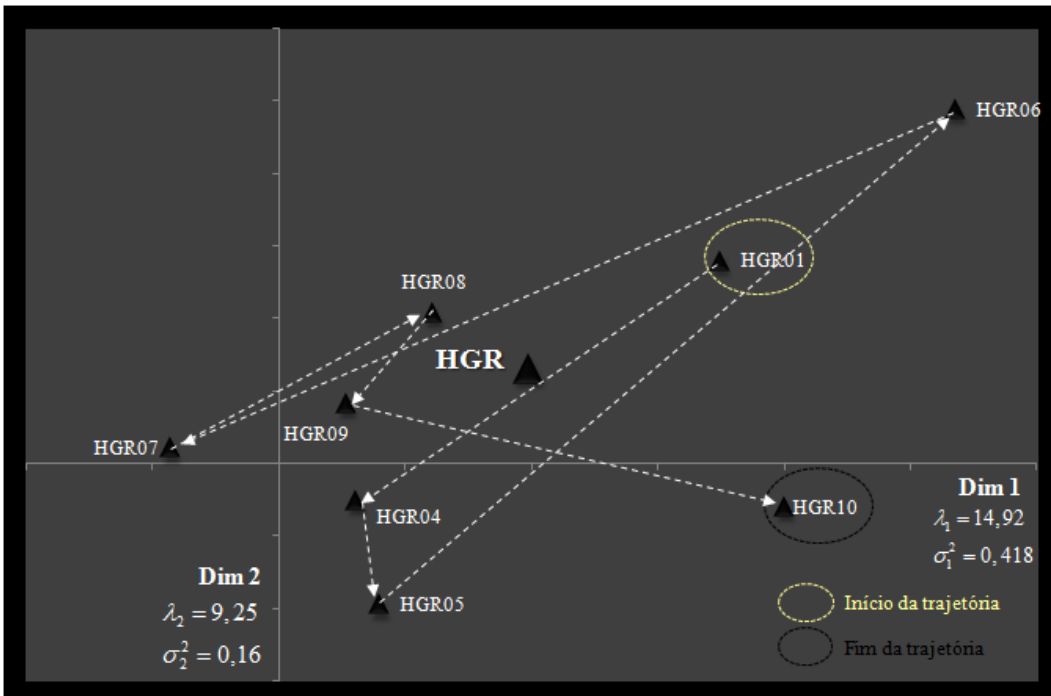 HGR06
HGR01
HGR08
HGR
HGR09
HGR07
HGR04
HGR10
HGR05
Dim 1
λ₁ = 14,92
σ₁² = 0,418
Dim 2
λ₂ = 9,25
σ₂² = 0,16
Início da trajetória
Fim da trajetória